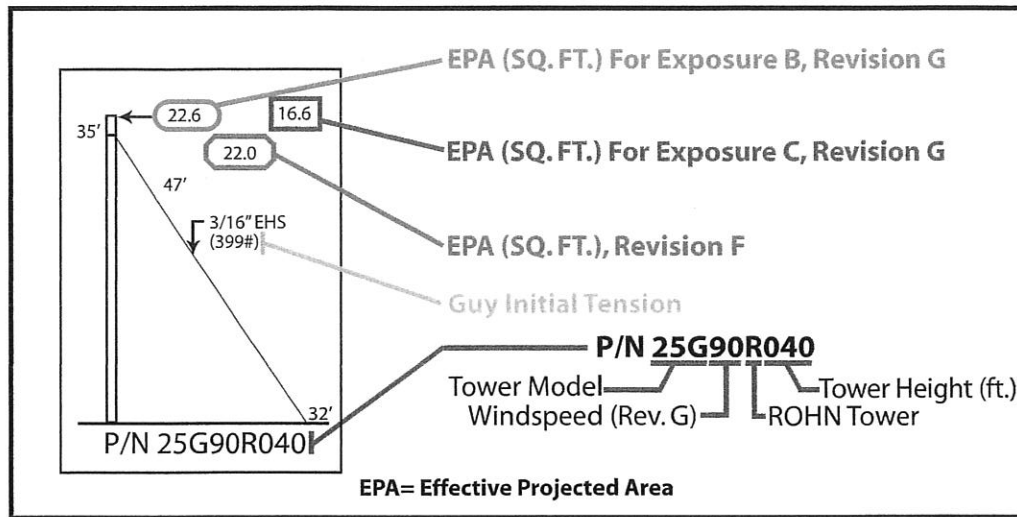 EPA (SQ. FT.) For Exposure B, Revision G
22.6
16.6
35'
EPA (SQ. FT.) For Exposure C, Revision G
22.0
47'
3/16" EHS
(399#)
EPA (SQ. FT.), Revision F
Guy Initial Tension
P/N 25G90R040
Tower Model
Tower Height (ft.)
Windspeed (Rev. G)
ROHN Tower
32'
P/N 25G90R040
EPA= Effective Projected Area